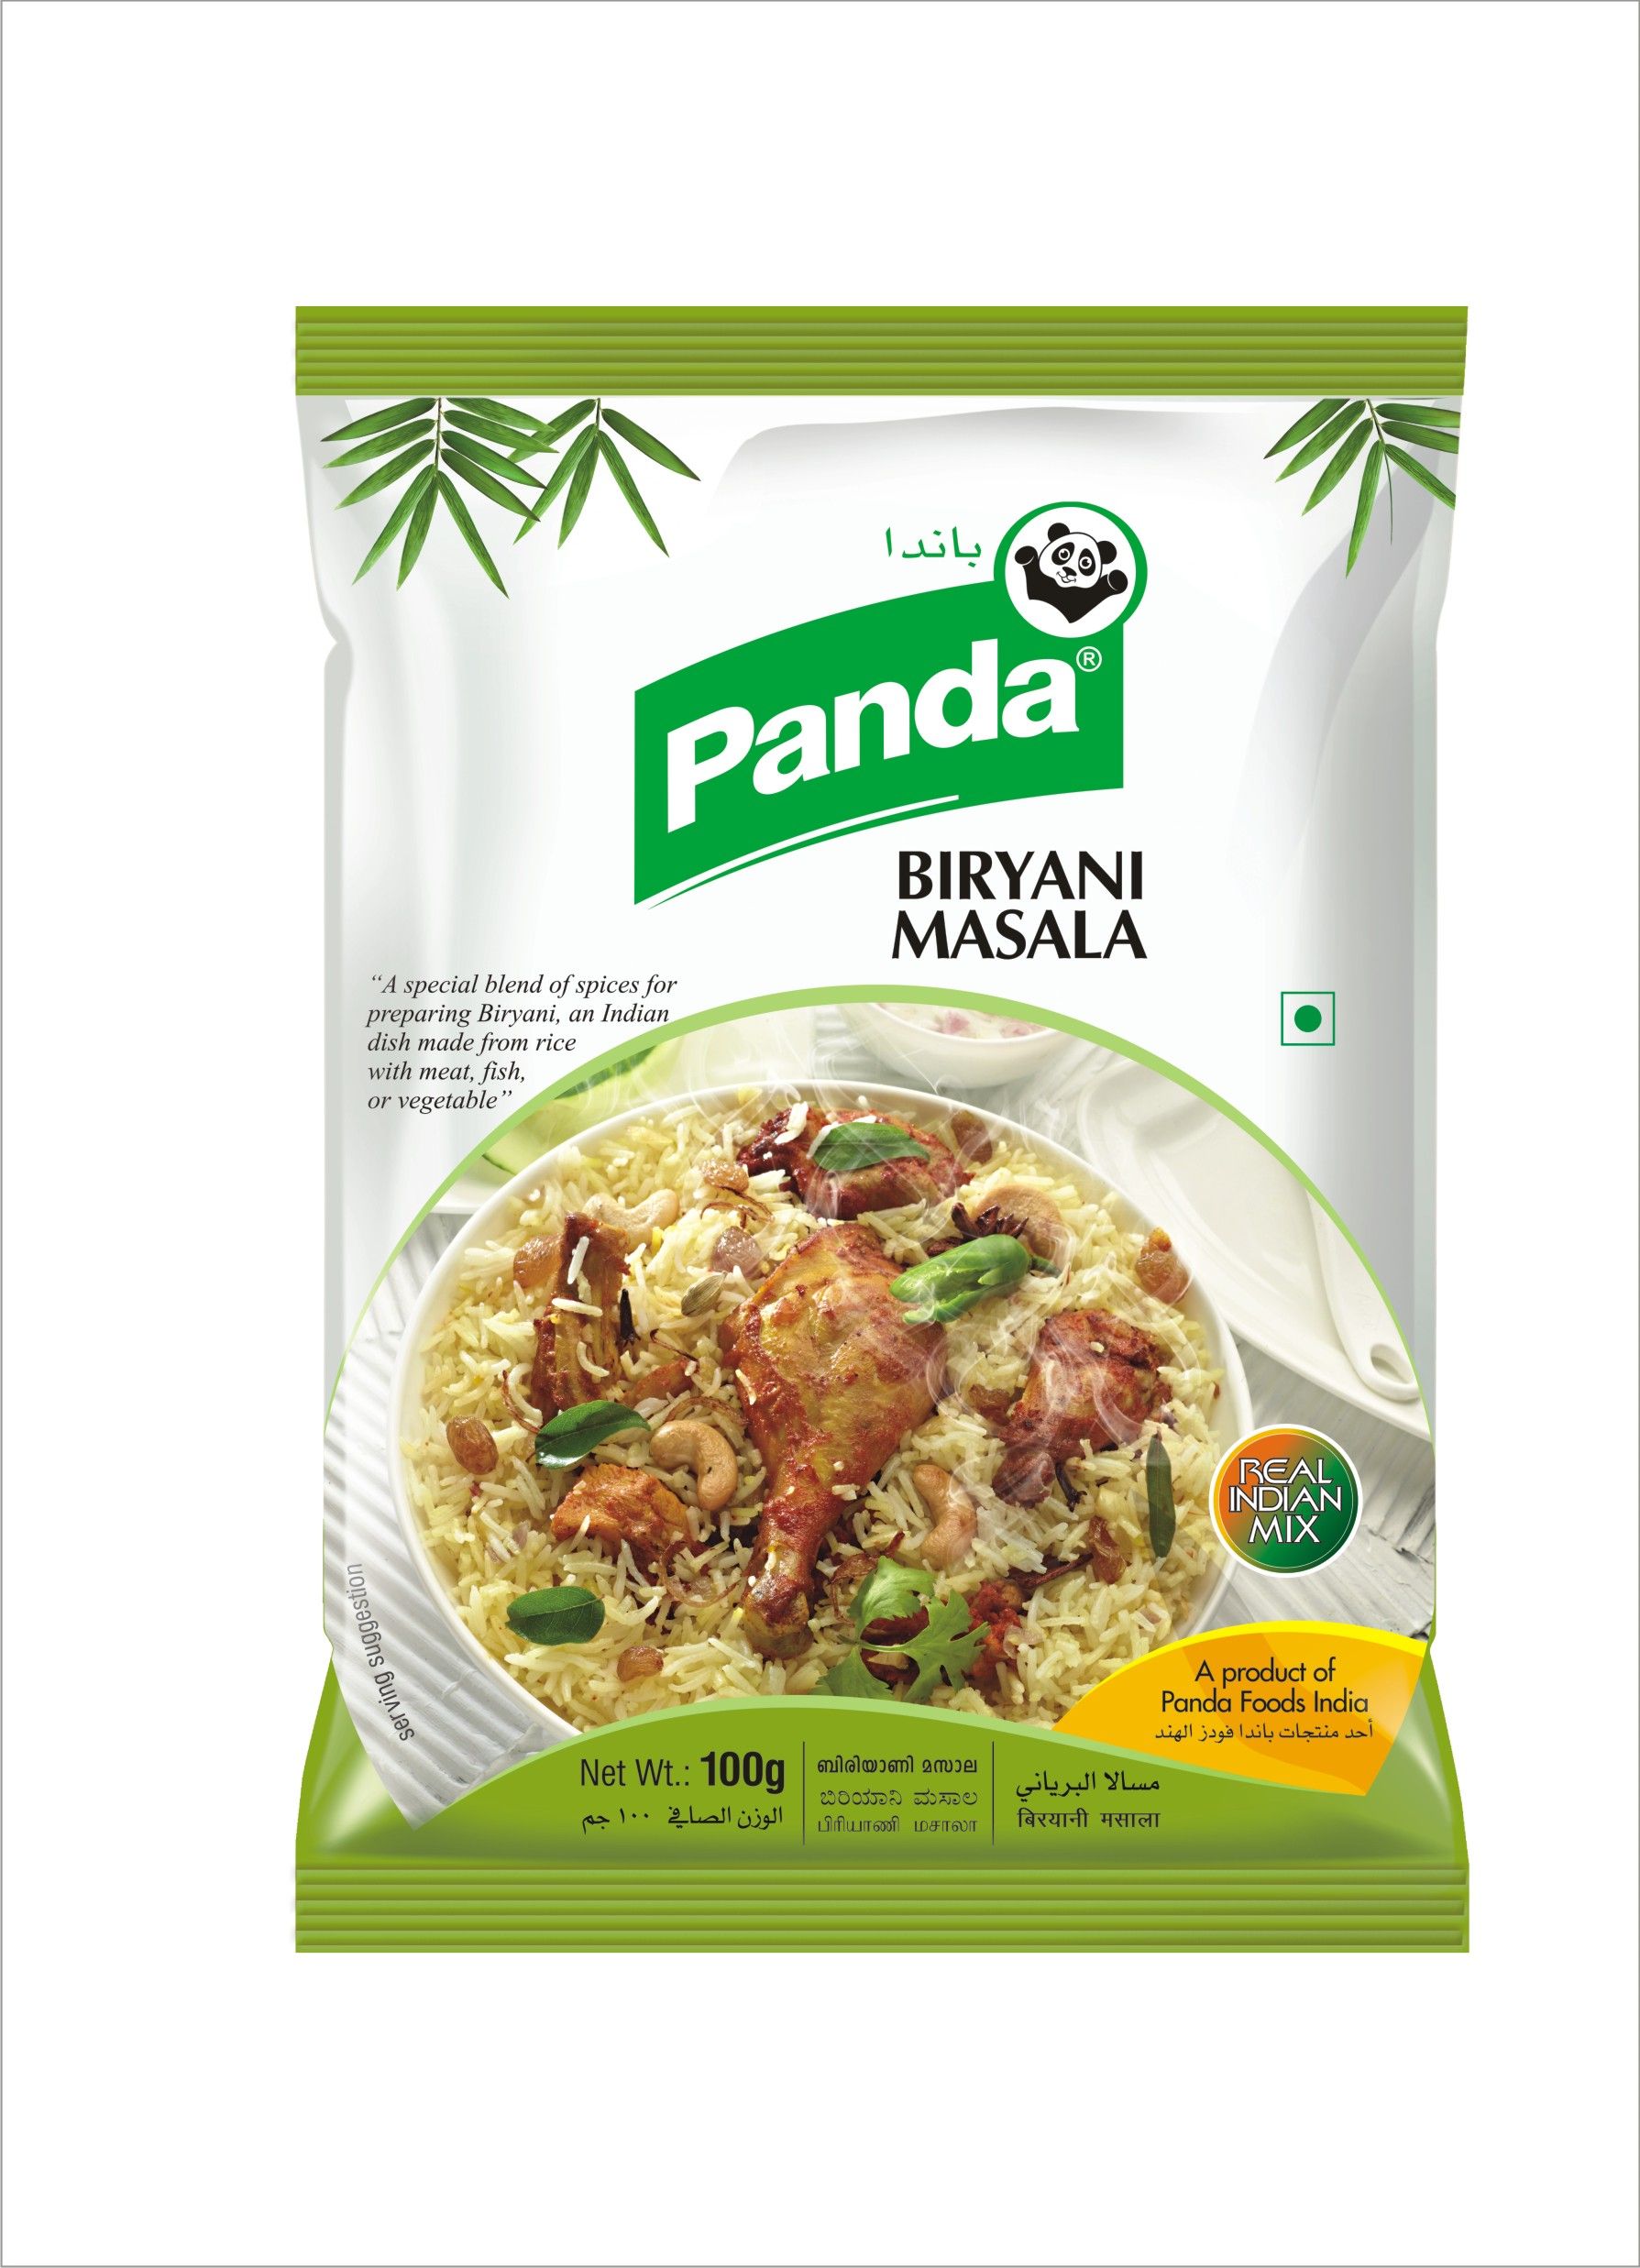 باندا
Panda®
BIRYANI
MASALA
“A special blend of spices for
preparing Biryani, an Indian
dish made from rice
with meat, fish,
or vegetable”
REAL
INDIAN
MIX
serving suggestion
A product of
Panda Foods India
أحد منتجات باندا فودز الهند
Net Wt.: 100g
الوزن الصافي ١٠٠ جم
ബിരിയാണി മസാല
ಬಿರಿಯಾನಿ ಮಸಾಲ
பிரியாணி மசாலா
مسالا البرياني
बिरयानी मसाला